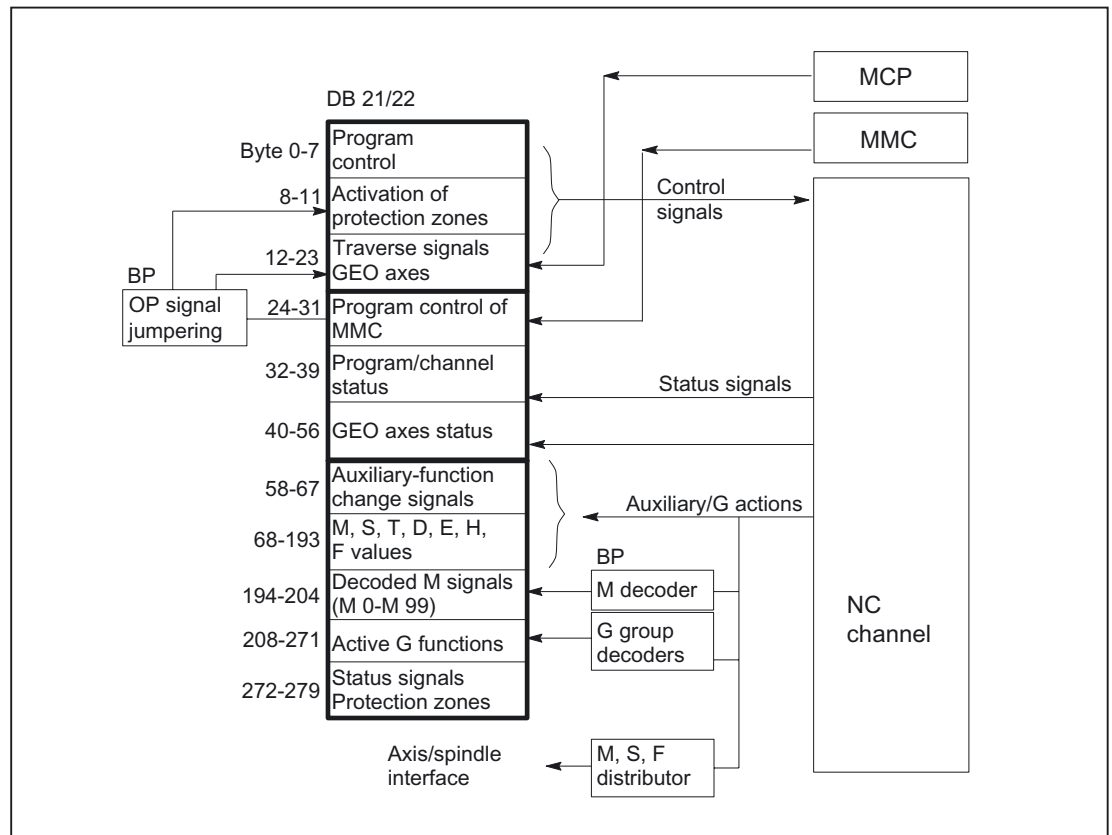 MCP
DB 21/22
MMC
Byte 0-7
Program
control
Control
signals
8-11
Activation of
protection zones
12-23
Traverse signals
GEO axes
BP
OP signal
jumpering
24-31
Program control of
MMC
32-39
Program/channel
status
Status signals
40-56
GEO axes status
58-67
Auxiliary-function
change signals
Auxiliary/G actions
68-193
M, S, T, D, E, H,
F values
BP
194-204
Decoded M signals
(M 0-M 99)
M decoder
NC
channel
208-271
Active G functions
G group
decoders
272-279
Status signals
Protection zones
Axis/spindle
interface
M, S, F
distributor